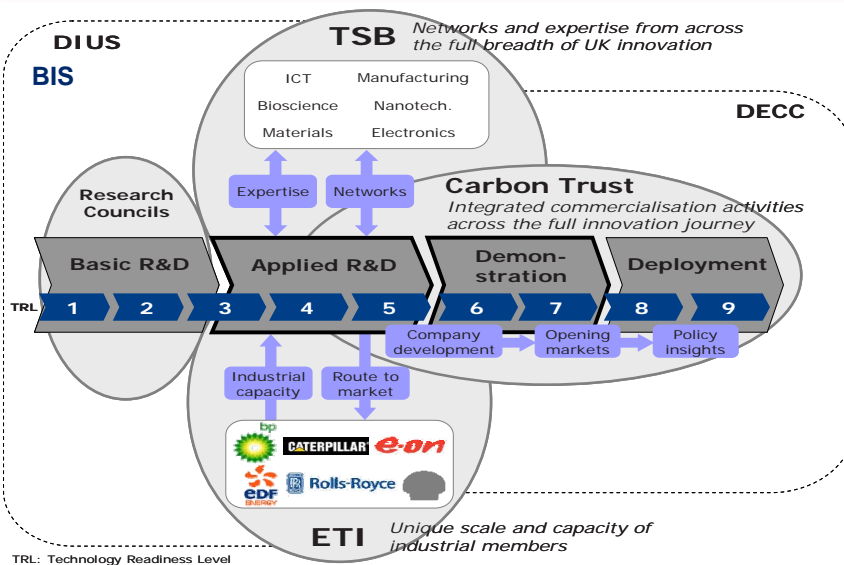 DIUS
BIS
TSB
Networks and expertise from across
the full breadth of UK innovation
DECC
ICT
Manufacturing
Bioscience
Nanotech.
Materials
Electronics
Expertise
Networks
Research
Councils
Carbon Trust
Integrated commercialisation activities
across the full innovation journey
Basic R&D
Applied R&D
Demon-
stration
Deployment
TRL
1
2
3
4
5
6
7
8
9
Company
development
Opening
markets
Policy
insights
Industrial
capacity
Route to
market
bp
CATERPILLAR
e·on
eDF
ENERGY
Rolls-Royce
ETI
Unique scale and capacity of
industrial members
TRL: Technology Readiness Level